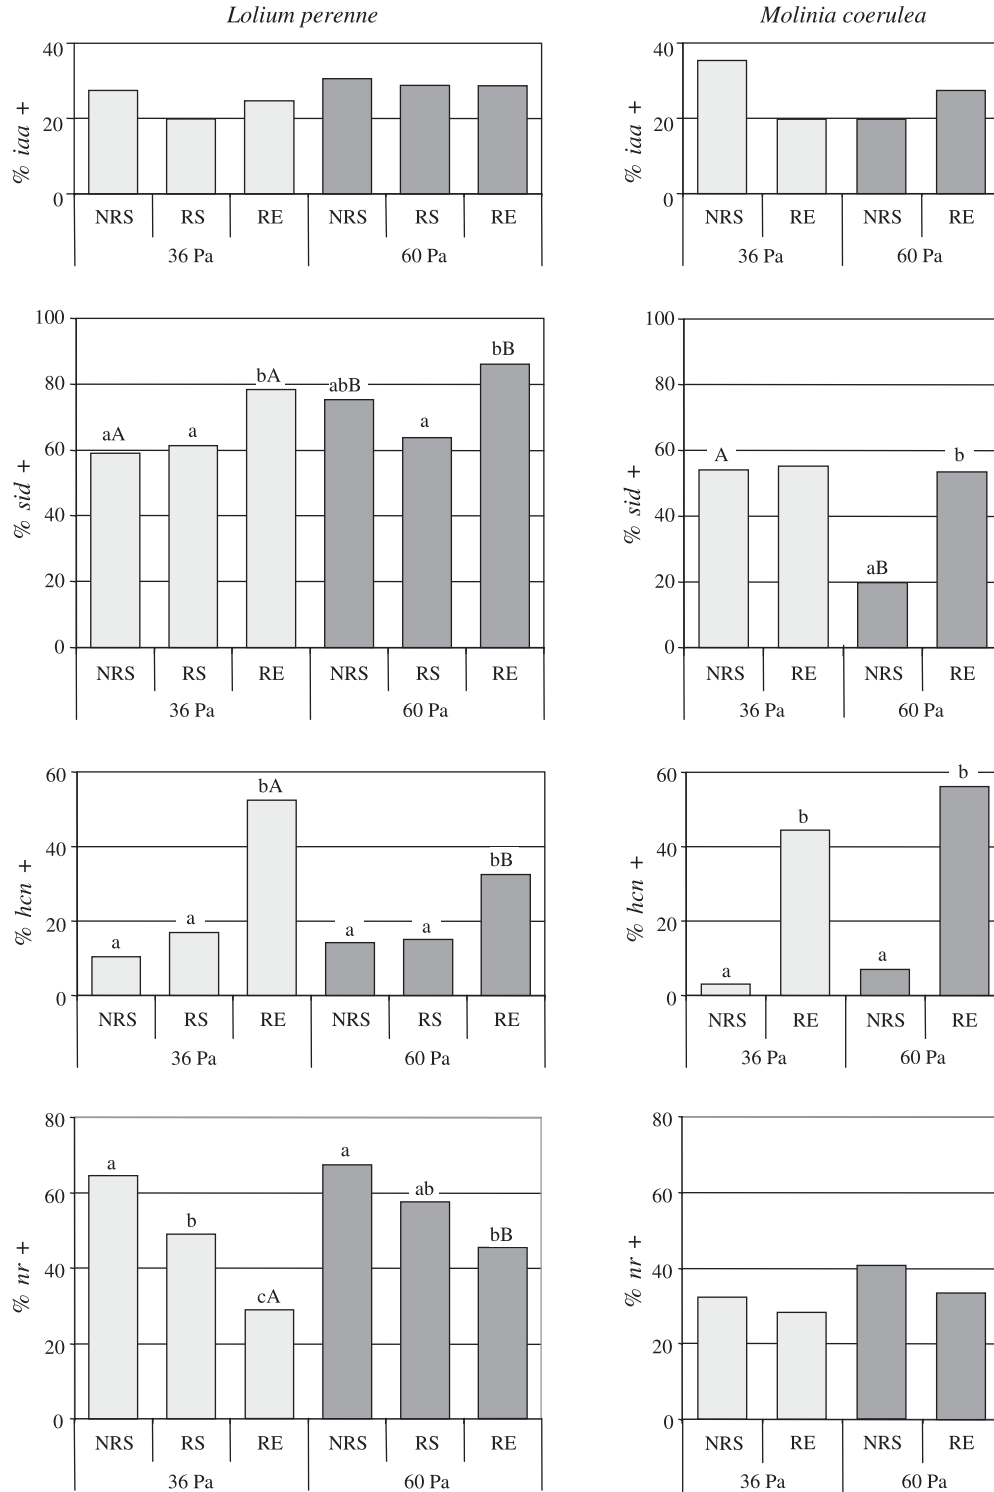 Lolium perenne
Molinia coerulea
40
20
0
% iaa +
NRS RS RE NRS RS RE
36 Pa 60 Pa
40
20
0
% iaa +
NRS RE NRS RE
36 Pa 60 Pa
100
80
60
40
20
0
% sid +
aA a bA abB a bB
NRS RS RE NRS RS RE
36 Pa 60 Pa
100
80
60
40
20
0
% sid +
A aB b
NRS RE NRS RE
36 Pa 60 Pa
60
40
20
0
% hcn +
a a bA a a bB
NRS RS RE NRS RS RE
36 Pa 60 Pa
60
40
20
0
% hcn +
a b a b
NRS RE NRS RE
36 Pa 60 Pa
80
60
40
20
0
% nr +
a b cA a ab bB
NRS RS RE NRS RS RE
36 Pa 60 Pa
80
60
40
20
0
% nr +
NRS RE NRS RE
36 Pa 60 Pa